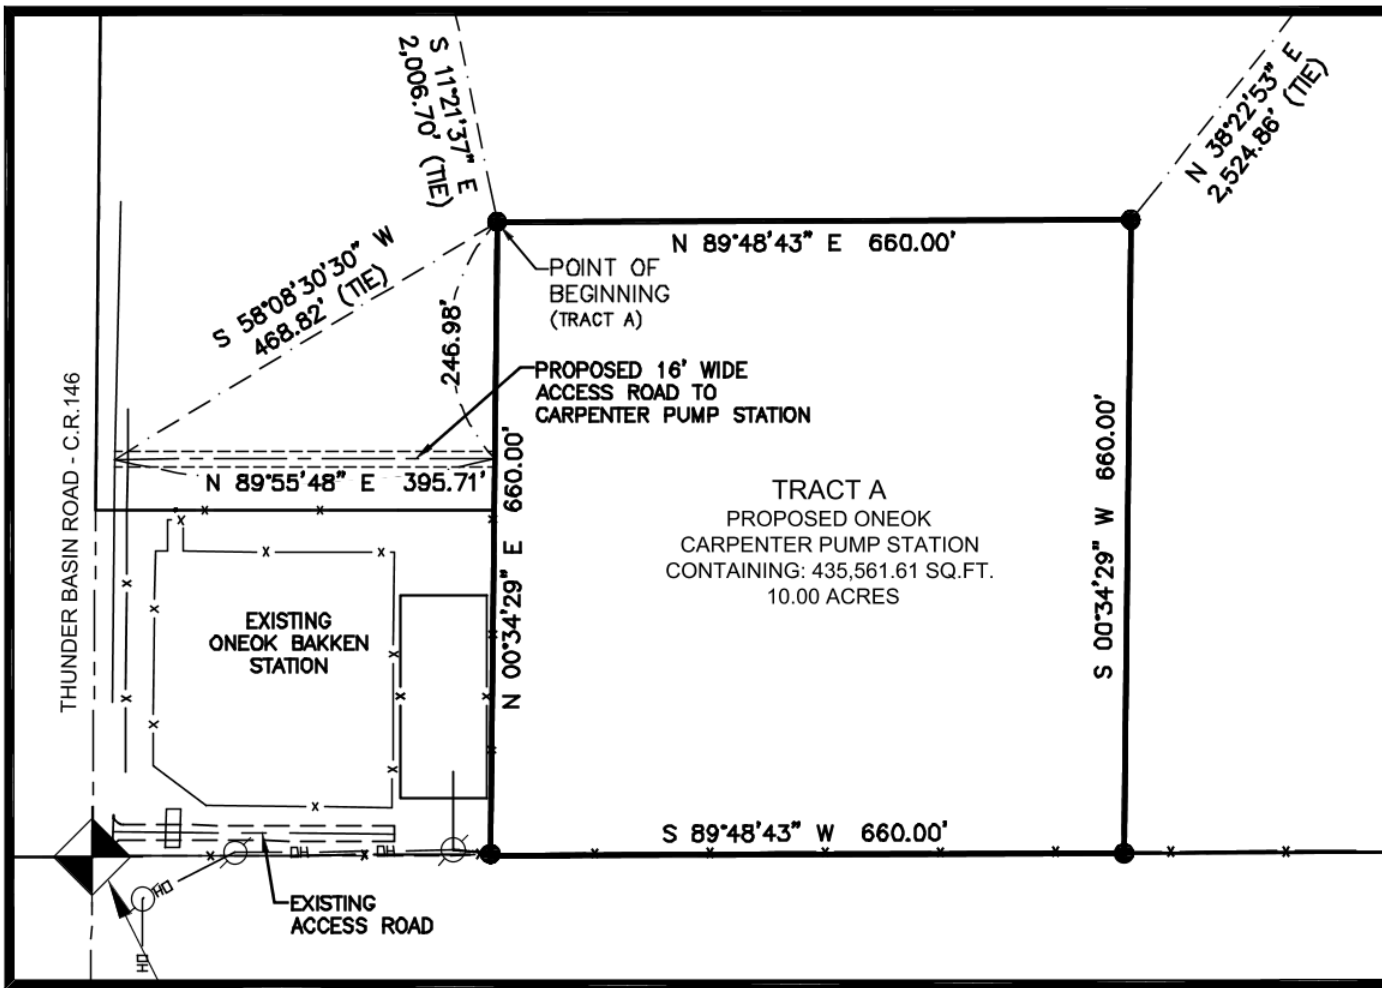 S 11°21'37" E
2,006.70' (TIE)
N 38°22'53" E
2,524.86' (TIE)
S 58°08'30'30" W
468.82' (TIE)
N 89°48'43" E 660.00'
POINT OF
BEGINNING
(TRACT A)
246.98'
PROPOSED 16' WIDE
ACCESS ROAD TO
CARPENTER PUMP STATION
THUNDER BASIN ROAD - C.R.146
N 89°55'48" E 395.71'
N 00°34'29" E 660.00'
TRACT A
PROPOSED ONEOK
CARPENTER PUMP STATION
CONTAINING: 435,561.61 SQ.FT.
10.00 ACRES
S 00°34'29" W 660.00'
EXISTING
ONEOK BAKKEN
STATION
S 89°48'43" W 660.00'
OH
OH
OH
OH
EXISTING
ACCESS ROAD